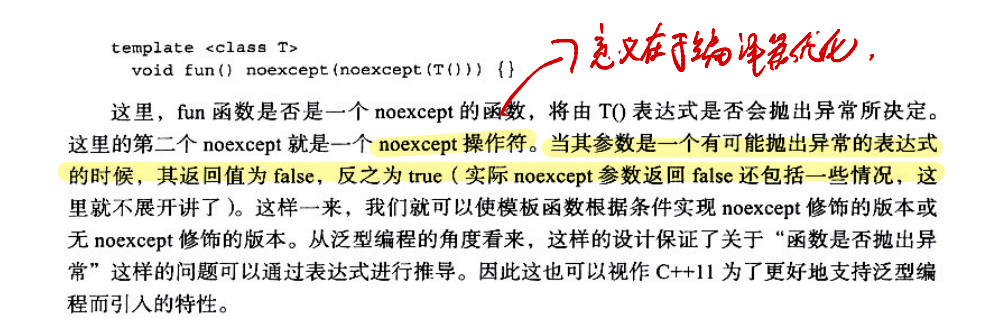 template <class T>
void fun() noexcept(noexcept(T())) {}
意义在于编译器优化.
这里，fun 函数是否是一个 noexcept 的函数，将由 T() 表达式是否会抛出异常所决定。
这里的第二个 noexcept 就是一个 noexcept 操作符。当其参数是一个有可能抛出异常的表达式
的时候，其返回值为 false，反之为 true（实际 noexcept 参数返回 false 还包括一些情况，这
里就不展开讲了）。这样一来，我们就可以使模板函数根据条件实现 noexcept 修饰的版本或
无 noexcept 修饰的版本。从泛型编程的角度看来，这样的设计保证了关于“函数是否抛出异
常”这样的问题可以通过表达式进行推导。因此这也可以视作 C++11 为了更好地支持泛型编
程而引入的特性。